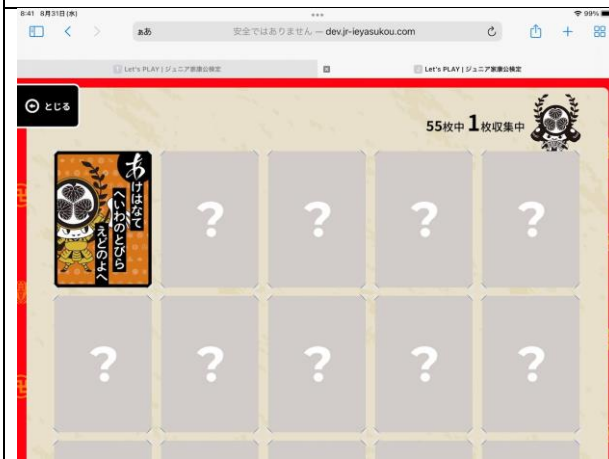 8:41 8月31日(水)
99%
ぁあ
安全ではありません — dev.jr-ieyasukou.com
Let's PLAY | ジュニア家康公検定
Let's PLAY | ジュニア家康公検定
とじる
55枚中1枚収集中
あけはなて
へいわのとびら
えどのよへ
?
?
?
?
?
?
?
?
?